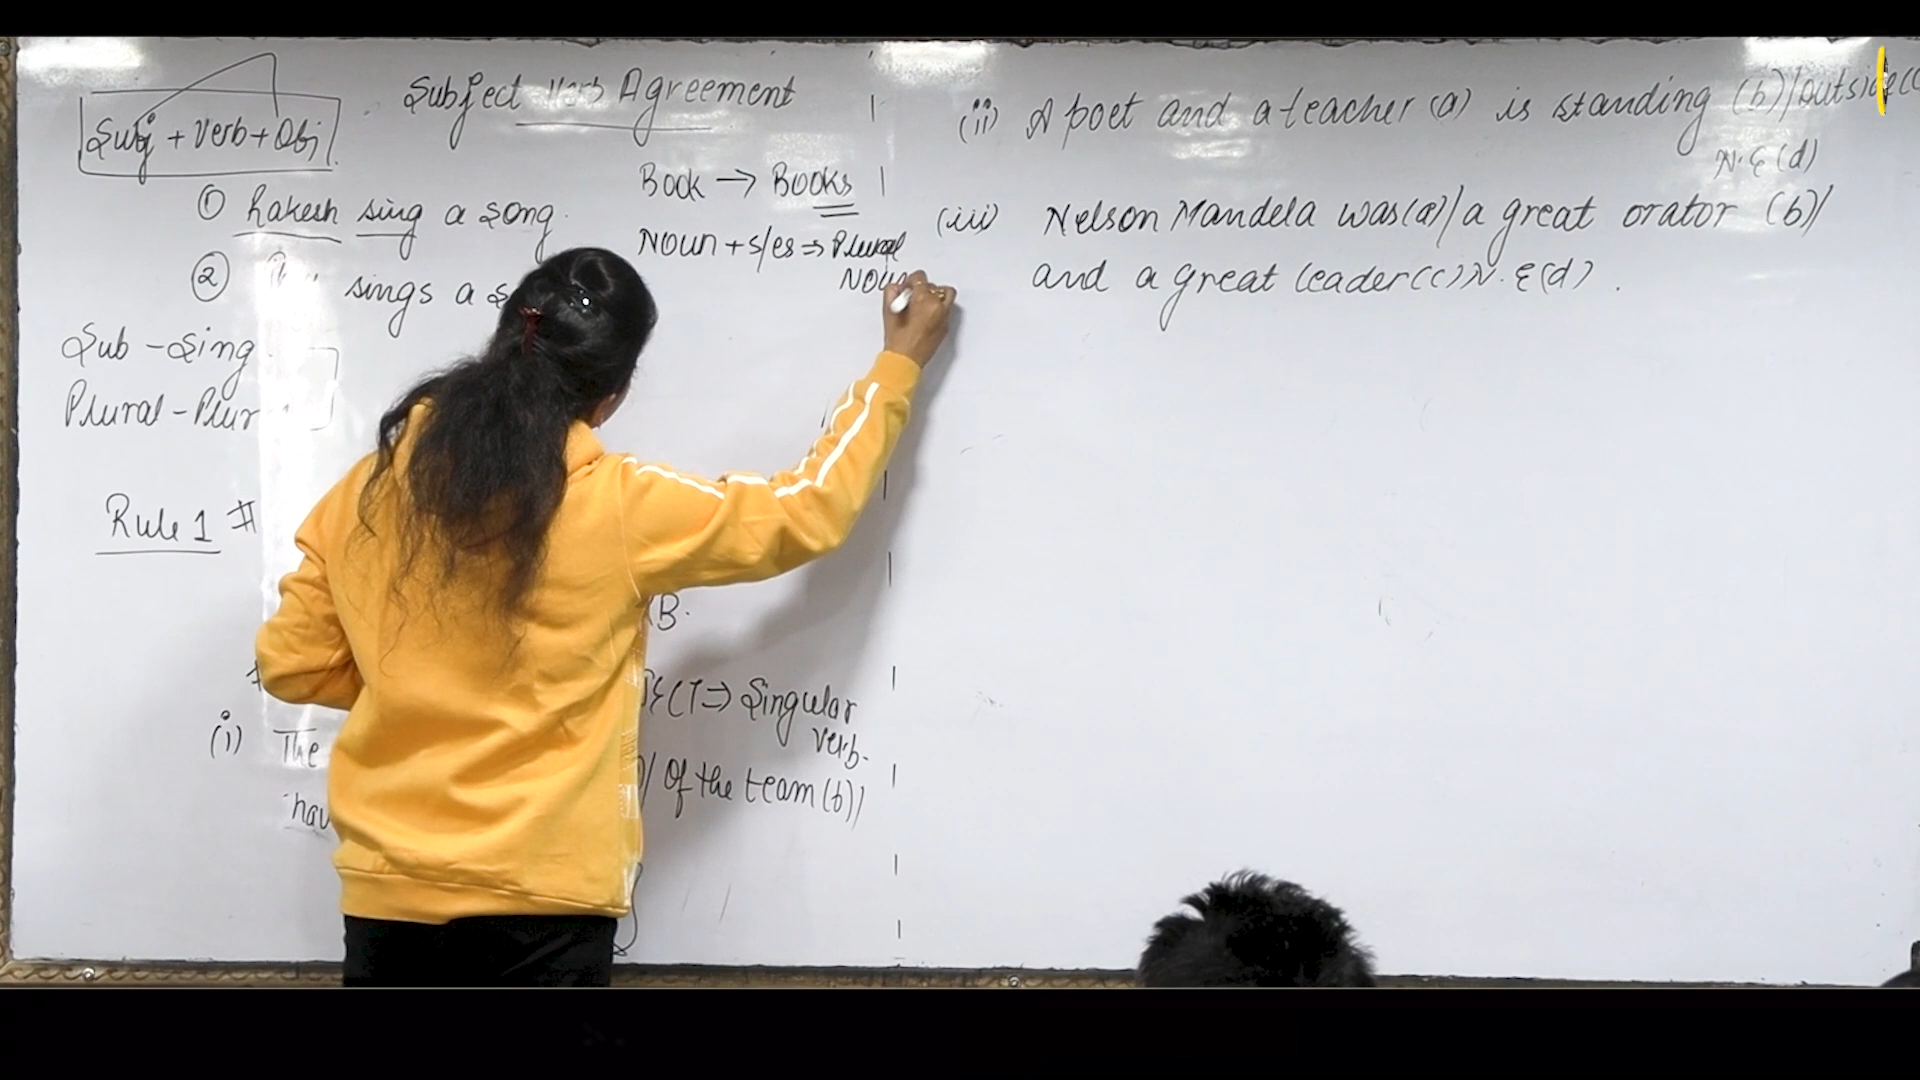 Subject Verb Agreement
Subj + Verb + Obj
① Rakesh sing a song.
② sings a
Sub - Sing
Plural - Plur
Book → Books
Noun + s/es ⇒ Plural
Noun
Rule 1 #
B.
⇒ Singular
Verb.
(i) The
/ Of the team (b) /
hav
(ii) A poet and a teacher (a) is standing (b) / outside (c
N.E (d)
(iii) Nelson Mandela was (a) / a great orator (b) /
and a great leader (c) N.E (d).